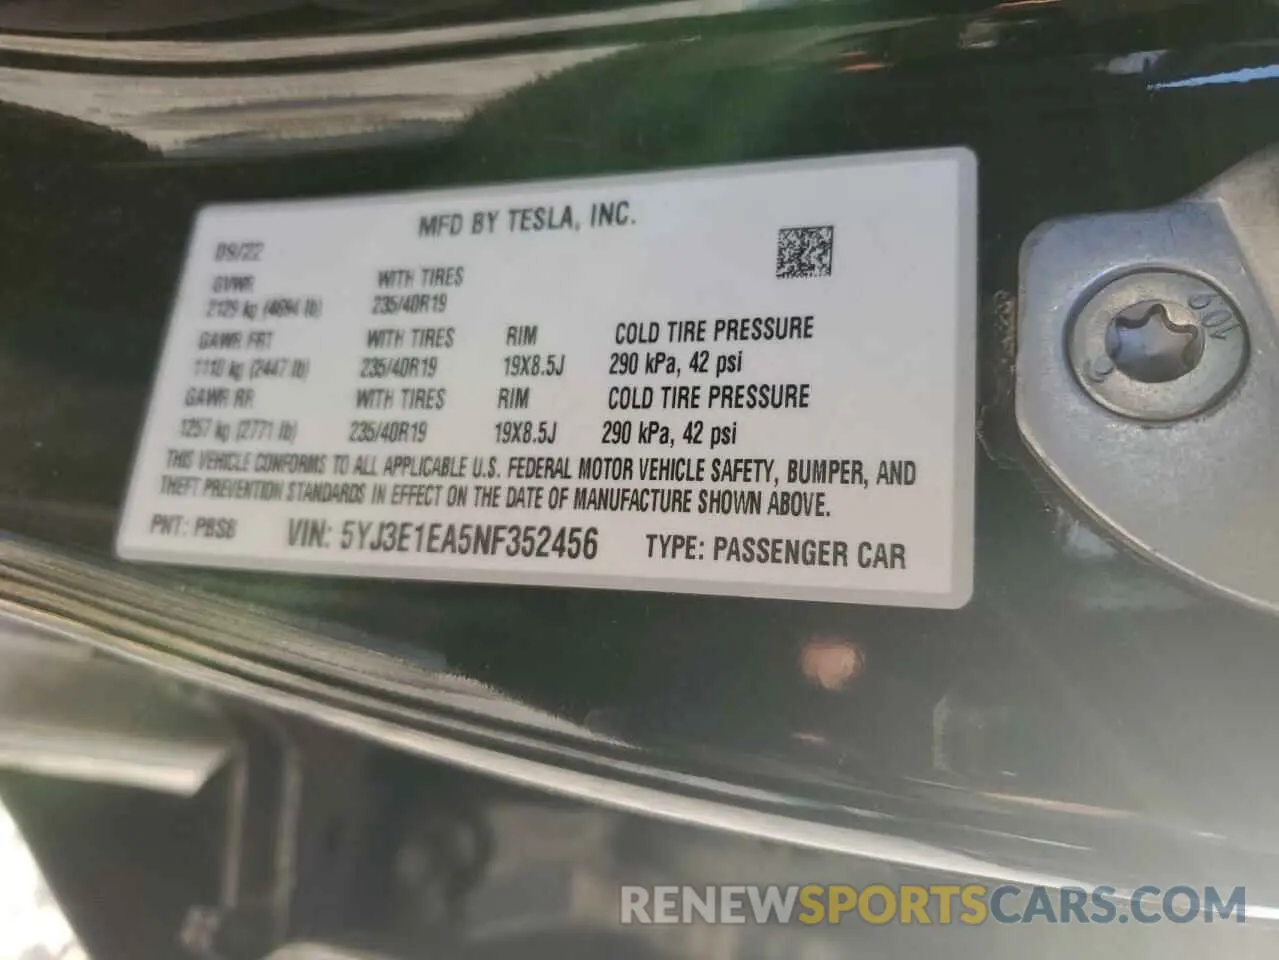 MFD BY TESLA, INC.
09/22
GVWR WITH TIRES
2129 kg (4694 lb) 235/40R19
GAWR FRT WITH TIRES RIM COLD TIRE PRESSURE
1110 kg (2447 lb) 235/40R19 19X8.5J 290 kPa, 42 psi
GAWR RR WITH TIRES RIM COLD TIRE PRESSURE
1257 kg (2771 lb) 235/40R19 19X8.5J 290 kPa, 42 psi
THIS VEHICLE CONFORMS TO ALL APPLICABLE U.S. FEDERAL MOTOR VEHICLE SAFETY, BUMPER, AND
THEFT PREVENTION STANDARDS IN EFFECT ON THE DATE OF MANUFACTURE SHOWN ABOVE.
PNT: PBSB VIN: 5YJ3E1EA5NF352456 TYPE: PASSENGER CAR
10.9
RENEWSPORTSCARS.COM